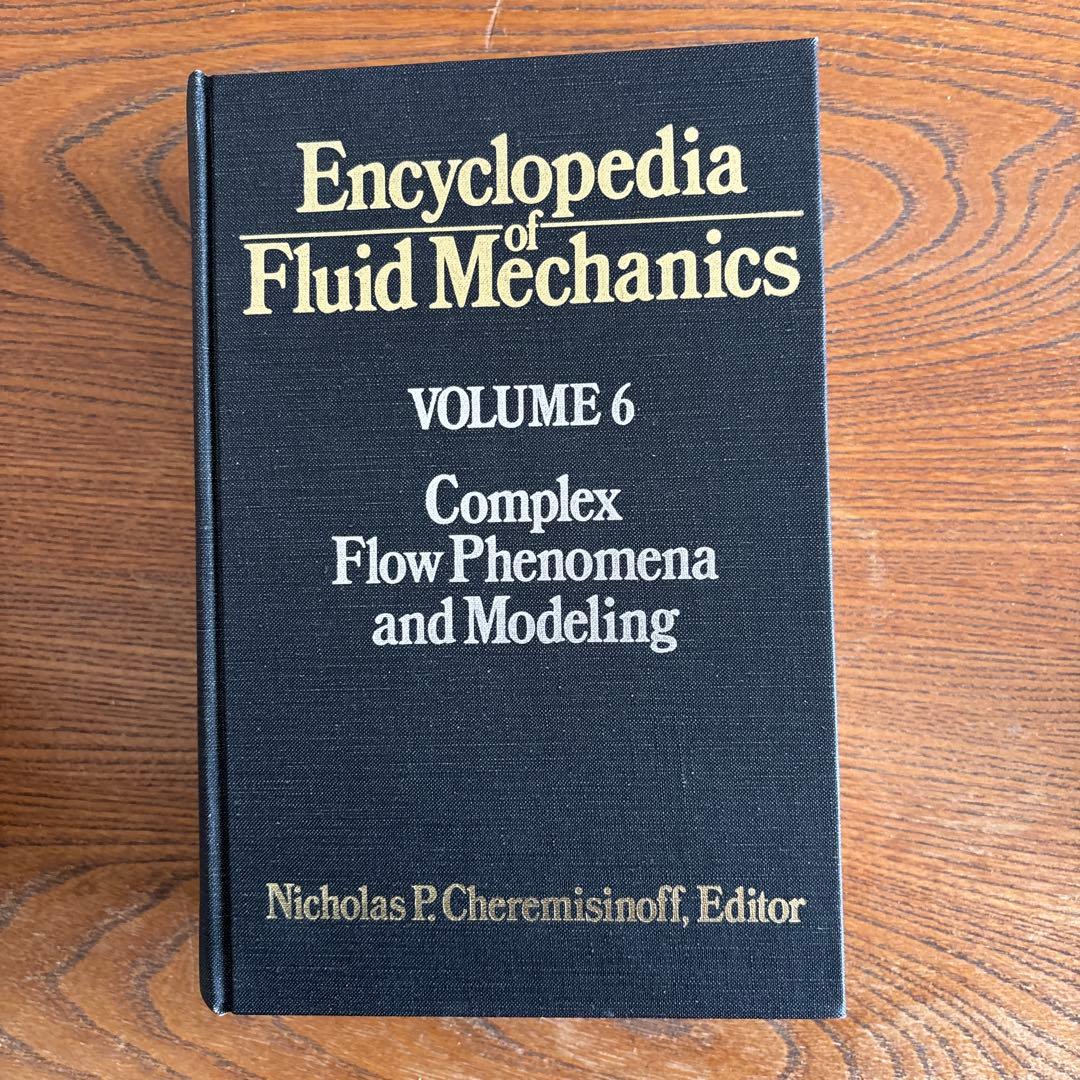 Encyclopedia
of
Fluid Mechanics
VOLUME 6
Complex
Flow Phenomena
and Modeling
Nicholas P. Cheremisinoff, Editor